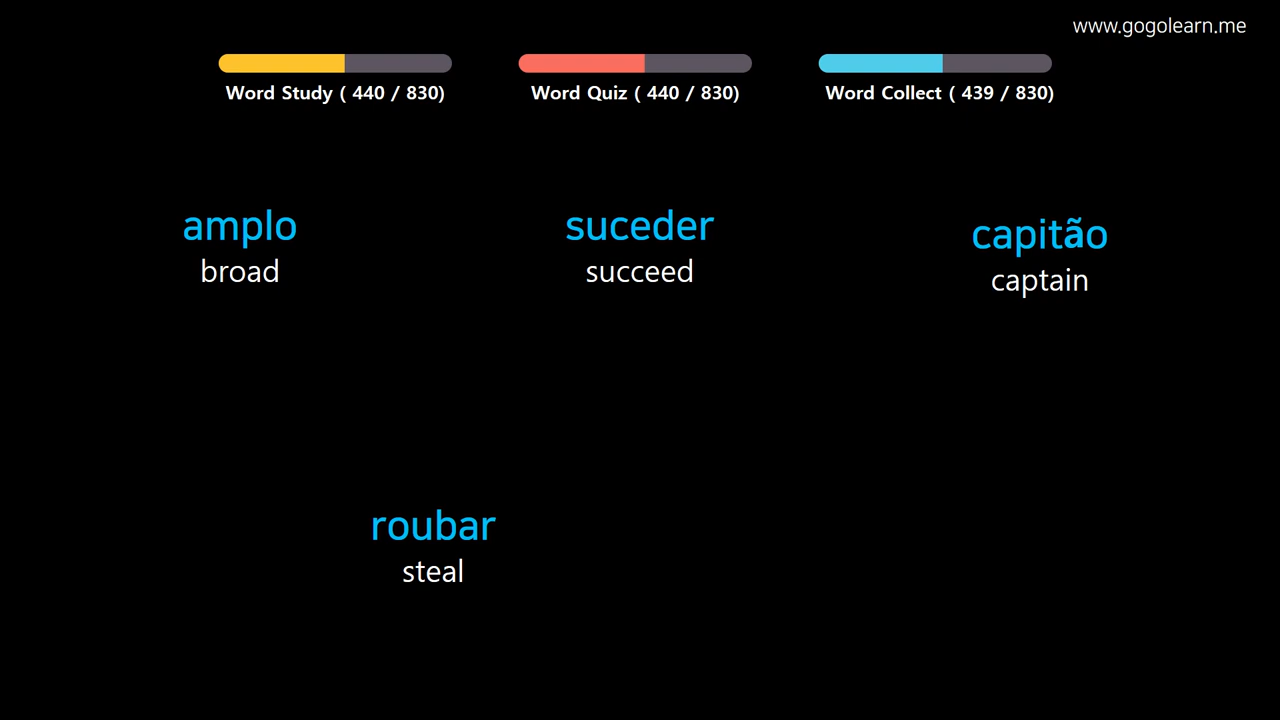 www.gogolearn.me
Word Study ( 440 / 830)
Word Quiz ( 440 / 830)
Word Collect ( 439 / 830)
amplo
broad
suceder
succeed
capitão
captain
roubar
steal